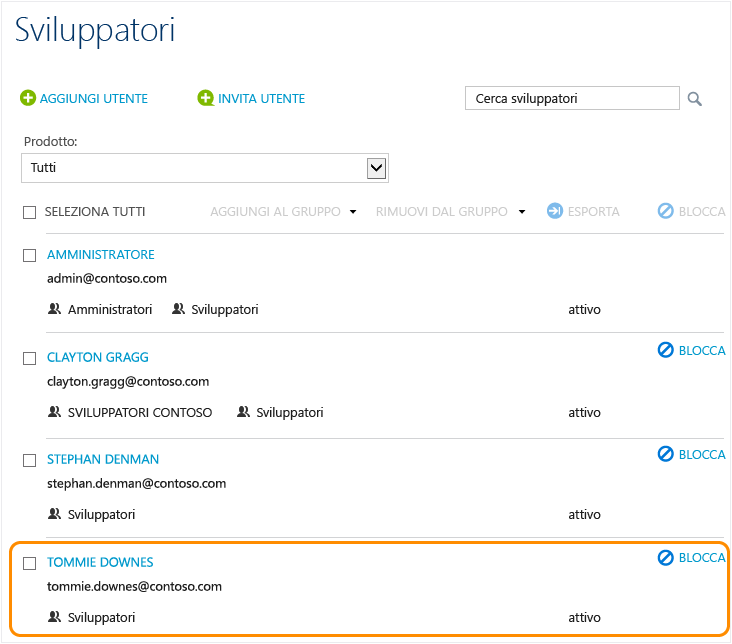 Sviluppatori
AGGIUNGI UTENTE INVITA UTENTE Cerca sviluppatori
Prodotto:
Tutti
SELEZIONA TUTTI AGGIUNGI AL GRUPPO RIMUOVI DAL GRUPPO ESPORTA BLOCCA
AMMINISTRATORE
admin@contoso.com
Amministratori Sviluppatori attivo
CLAYTON GRAGG BLOCCA
clayton.gragg@contoso.com
SVILUPPATORI CONTOSO Sviluppatori attivo
STEPHAN DENMAN BLOCCA
stephan.denman@contoso.com
Sviluppatori attivo
TOMMIE DOWNES BLOCCA
tommie.downes@contoso.com
Sviluppatori attivo